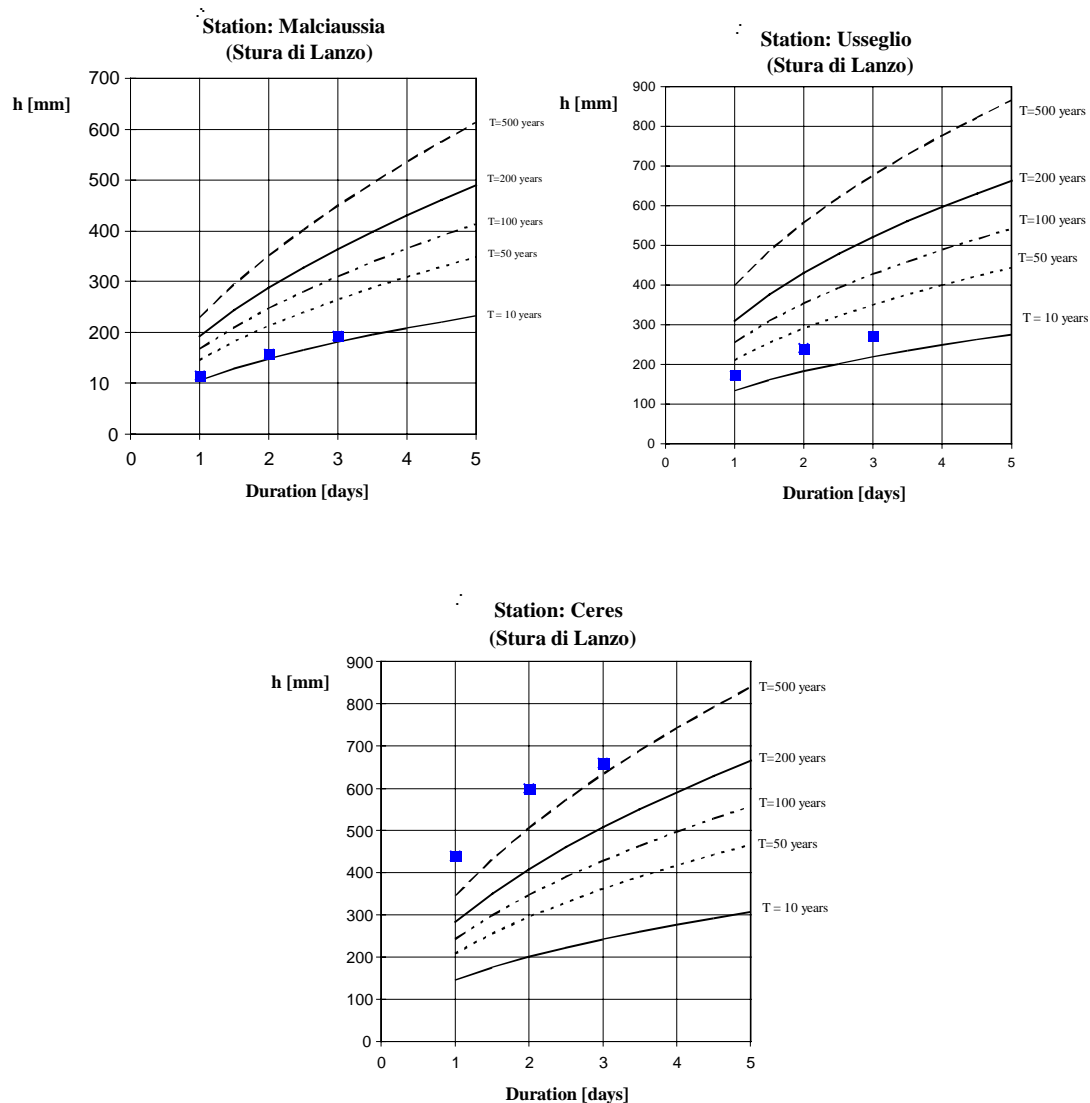 Station: Malciaussia
(Stura di Lanzo)
h [mm]
700
600
500
400
300
200
10
0
0 1 2 3 4 5
Duration [days]
T=500 years
T=200 years
T=100 years
T=50 years
T = 10 years
Station: Usseglio
(Stura di Lanzo)
h [mm]
900
800
700
600
500
400
300
200
100
0
0 1 2 3 4 5
Duration [days]
T=500 years
T=200 years
T=100 years
T=50 years
T = 10 years
Station: Ceres
(Stura di Lanzo)
h [mm]
900
800
700
600
500
400
300
200
100
0
0 1 2 3 4 5
Duration [days]
T=500 years
T=200 years
T=100 years
T=50 years
T = 10 years